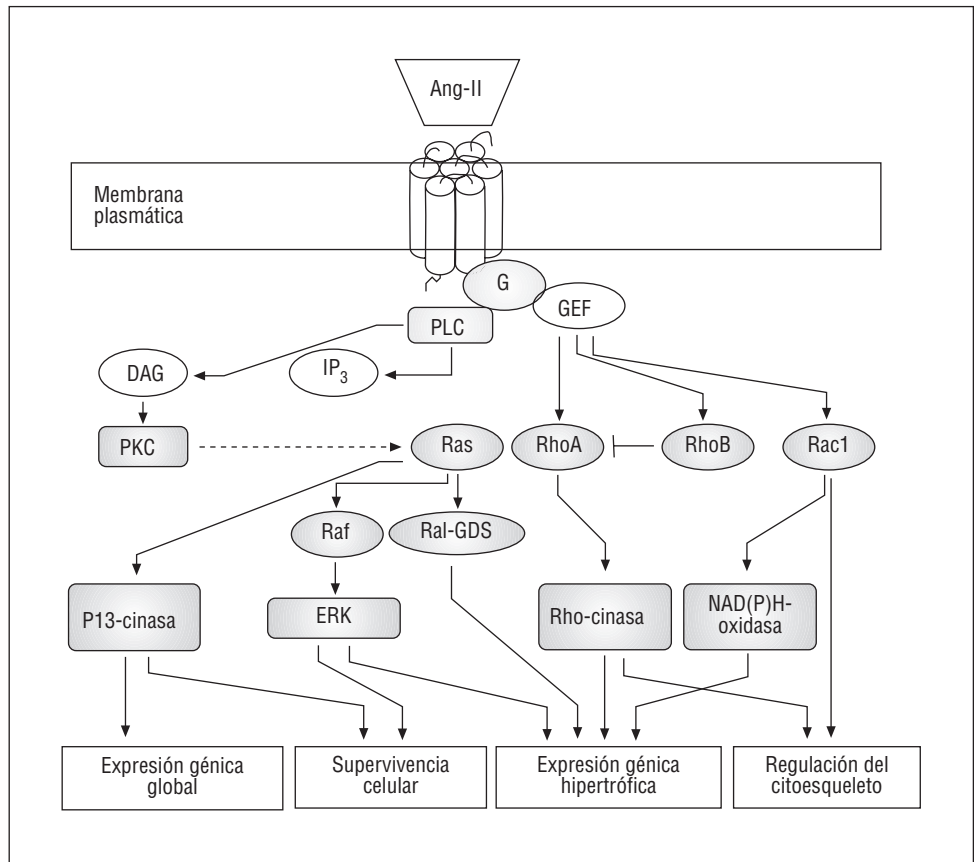 Ang-II
Membrana
plasmática
G
GEF
PLC
DAG
IP3
PKC
Ras
RhoA
RhoB
Rac1
Raf
Ral-GDS
P13-cinasa
ERK
Rho-cinasa
NAD(P)H-
oxidasa
Expresión génica
global
Supervivencia
celular
Expresión génica
hipertrófica
Regulación del
citoesqueleto